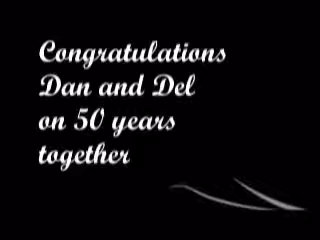 Congratulations
Dan and Del
on 50 years
together